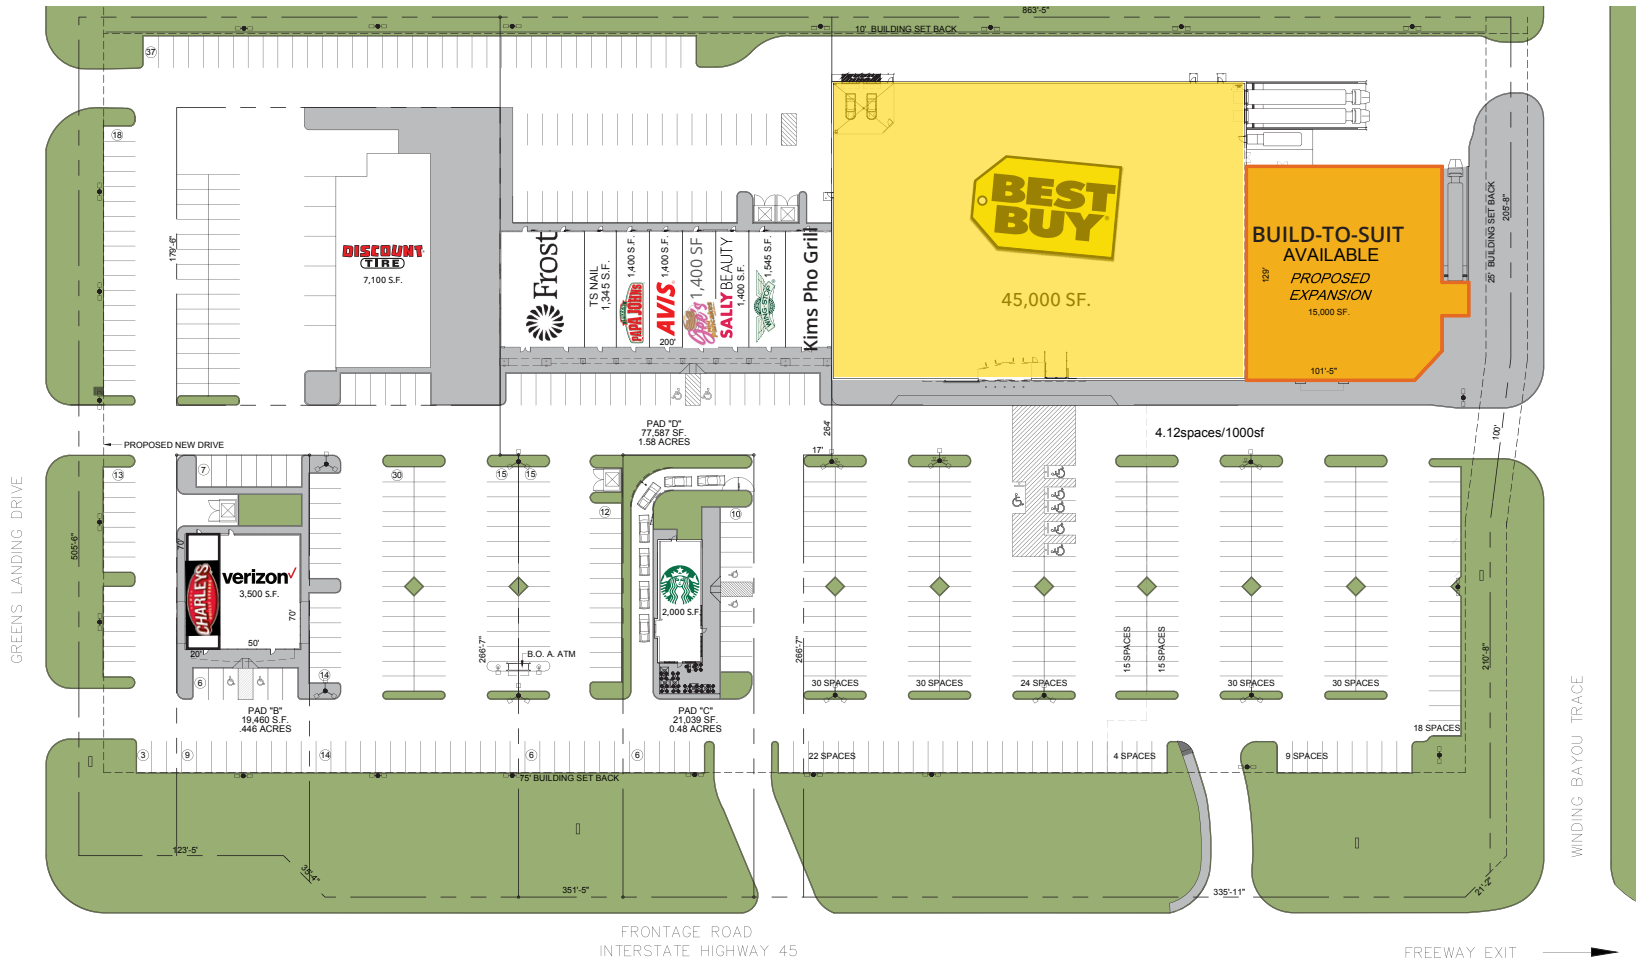 863'-5"
10' BUILDING SET BACK
37
18
179'-6"
DISCOUNT
TIRE
7,100 S.F.
Frost
TS NAIL
1,345 S.F.
PAPA JOHNS
1,400 S.F.
AVIS
1,400 S.F.
200'
Joe's
1,400 SF
SALLY BEAUTY
1,400 S.F.
WING·STOP
1,545 S.F.
Kims Pho Grill
BEST
BUY
45,000 SF.
BUILD-TO-SUIT
AVAILABLE
PROPOSED
EXPANSION
15,000 SF.
129'
101'-5"
25' BUILDING SET BACK
205'-8"
100'
PROPOSED NEW DRIVE
PAD "D"
77,587 SF.
1.58 ACRES
264'
17'
4.12spaces/1000sf
GREENS LANDING DRIVE
505'-6"
13
7
30
15
15
12
10
70'
CHARLEYS
verizon
3,500 S.F.
70'
50'
20'
6
14
266'-7"
B.O. A. ATM
2,000 S.F.
266'-7"
15 SPACES
15 SPACES
30 SPACES
30 SPACES
24 SPACES
30 SPACES
30 SPACES
210'-8"
18 SPACES
PAD "B"
19,460 S.F.
.446 ACRES
PAD "C"
21,039 SF.
0.48 ACRES
3
9
14
6
6
22 SPACES
4 SPACES
9 SPACES
75' BUILDING SET BACK
WINDING BAYOU TRACE
123'-5'
35'-4"
351'-5"
335'-11"
21'-2"
FRONTAGE ROAD
INTERSTATE HIGHWAY 45
FREEWAY EXIT